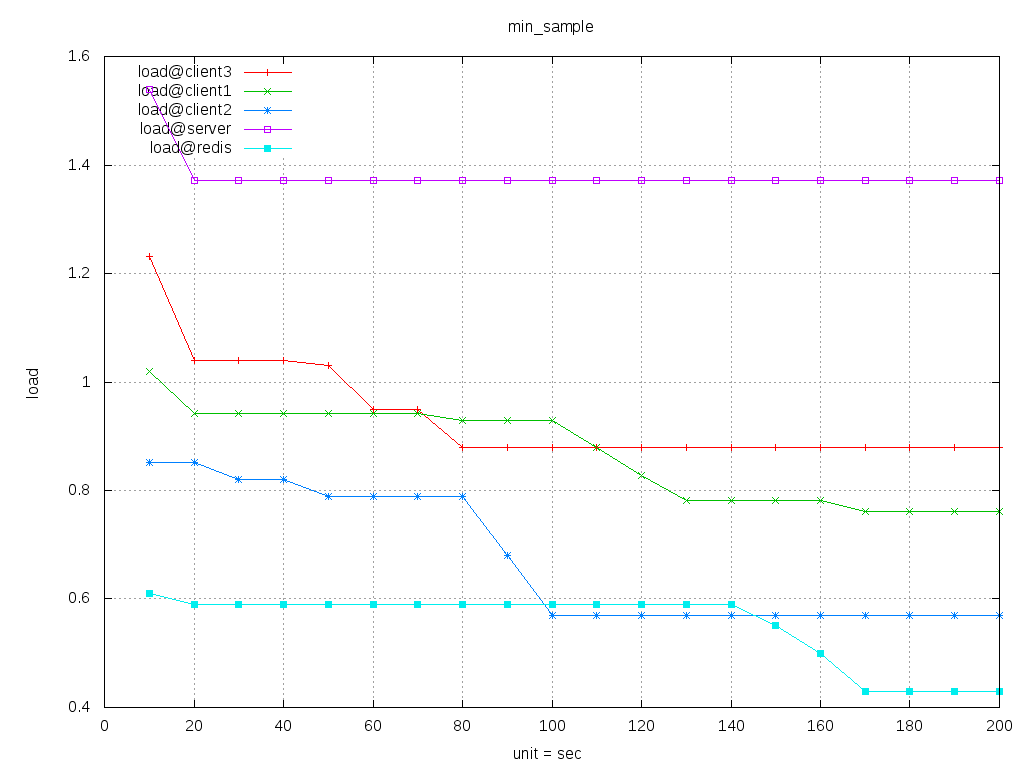 min_sample
1.6
load@client3
load@client1
load@client2
load@server
load@redis
1.4
1.2
load
1
0.8
0.6
0.4
0 20 40 60 80 100 120 140 160 180 200
unit = sec